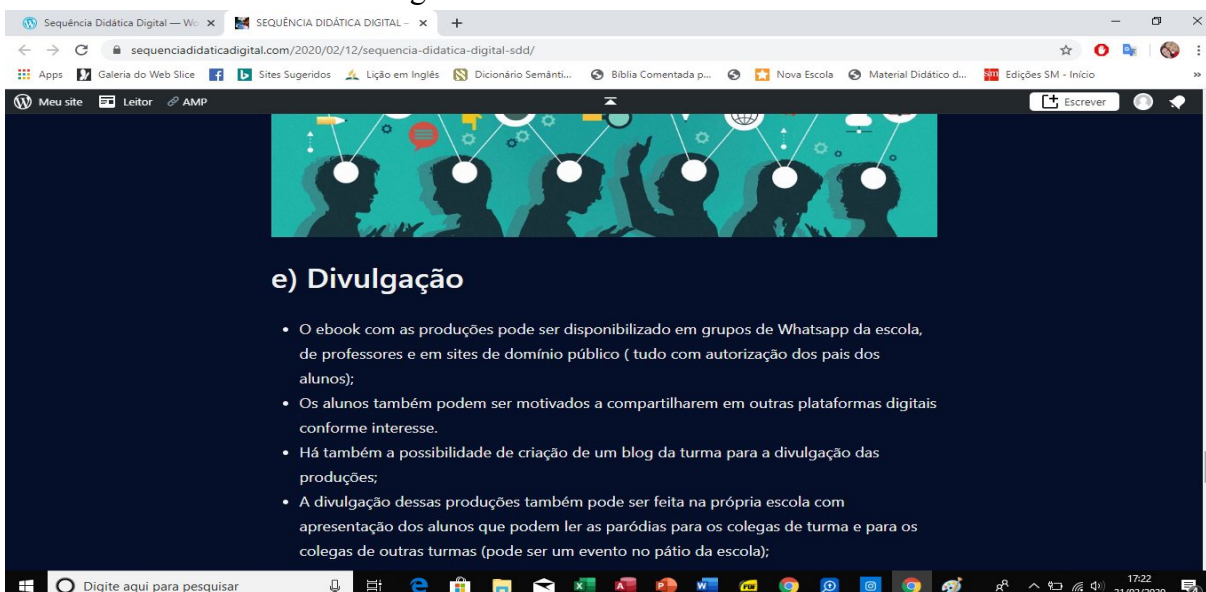 Sequência Didática Digital — Wo
SEQUÊNCIA DIDÁTICA DIGITAL –
sequenciadidaticadigital.com/2020/02/12/sequencia-didatica-digital-sdd/
Apps Galeria do Web Slice Sites Sugeridos Lição em Inglês Dicionário Semânti... Bíblia Comentada p... Nova Escola Material Didático d... sm Edições SM - Início »
Meu site Leitor AMP Escrever
e) Divulgação
• O ebook com as produções pode ser disponibilizado em grupos de Whatsapp da escola,
de professores e em sites de domínio público ( tudo com autorização dos pais dos
alunos);
• Os alunos também podem ser motivados a compartilharem em outras plataformas digitais
conforme interesse.
• Há também a possibilidade de criação de um blog da turma para a divulgação das
produções;
• A divulgação dessas produções também pode ser feita na própria escola com
apresentação dos alunos que podem ler as paródias para os colegas de turma e para os
colegas de outras turmas (pode ser um evento no pátio da escola);
Digite aqui para pesquisar
17:22
21/02/2020